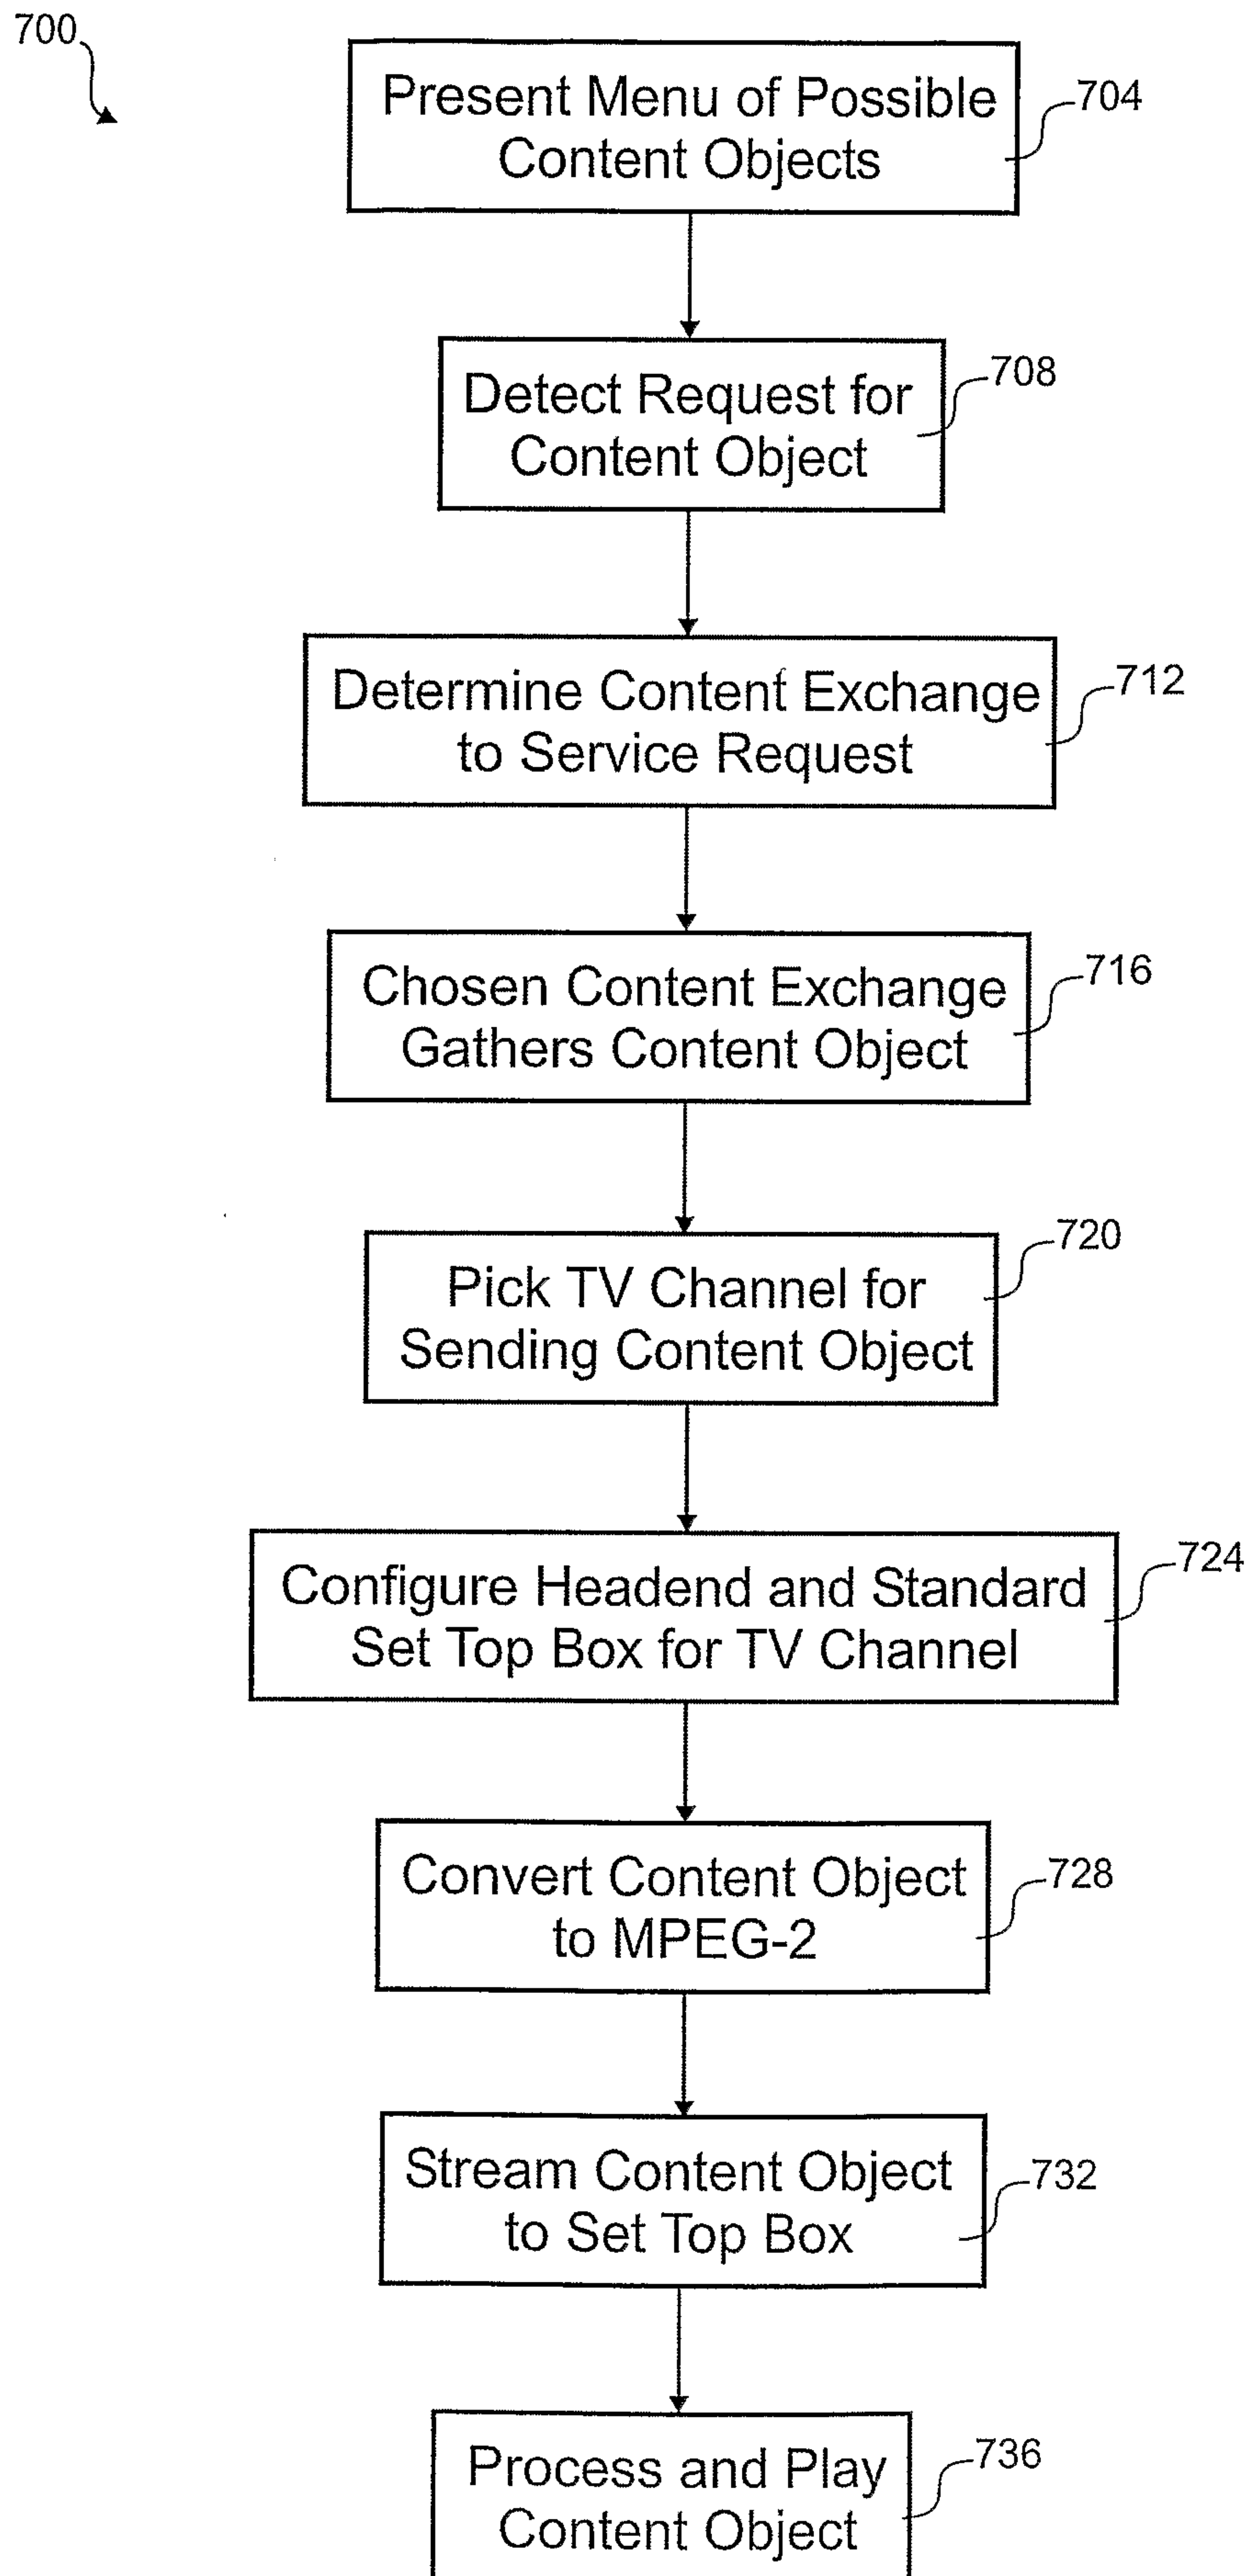 700
Present Menu of Possible
Content Objects
704
Detect Request for
Content Object
708
Determine Content Exchange
to Service Request
712
Chosen Content Exchange
Gathers Content Object
716
Pick TV Channel for
Sending Content Object
720
Configure Headend and Standard
Set Top Box for TV Channel
724
Convert Content Object
to MPEG-2
728
Stream Content Object
to Set Top Box
732
Process and Play
Content Object
736